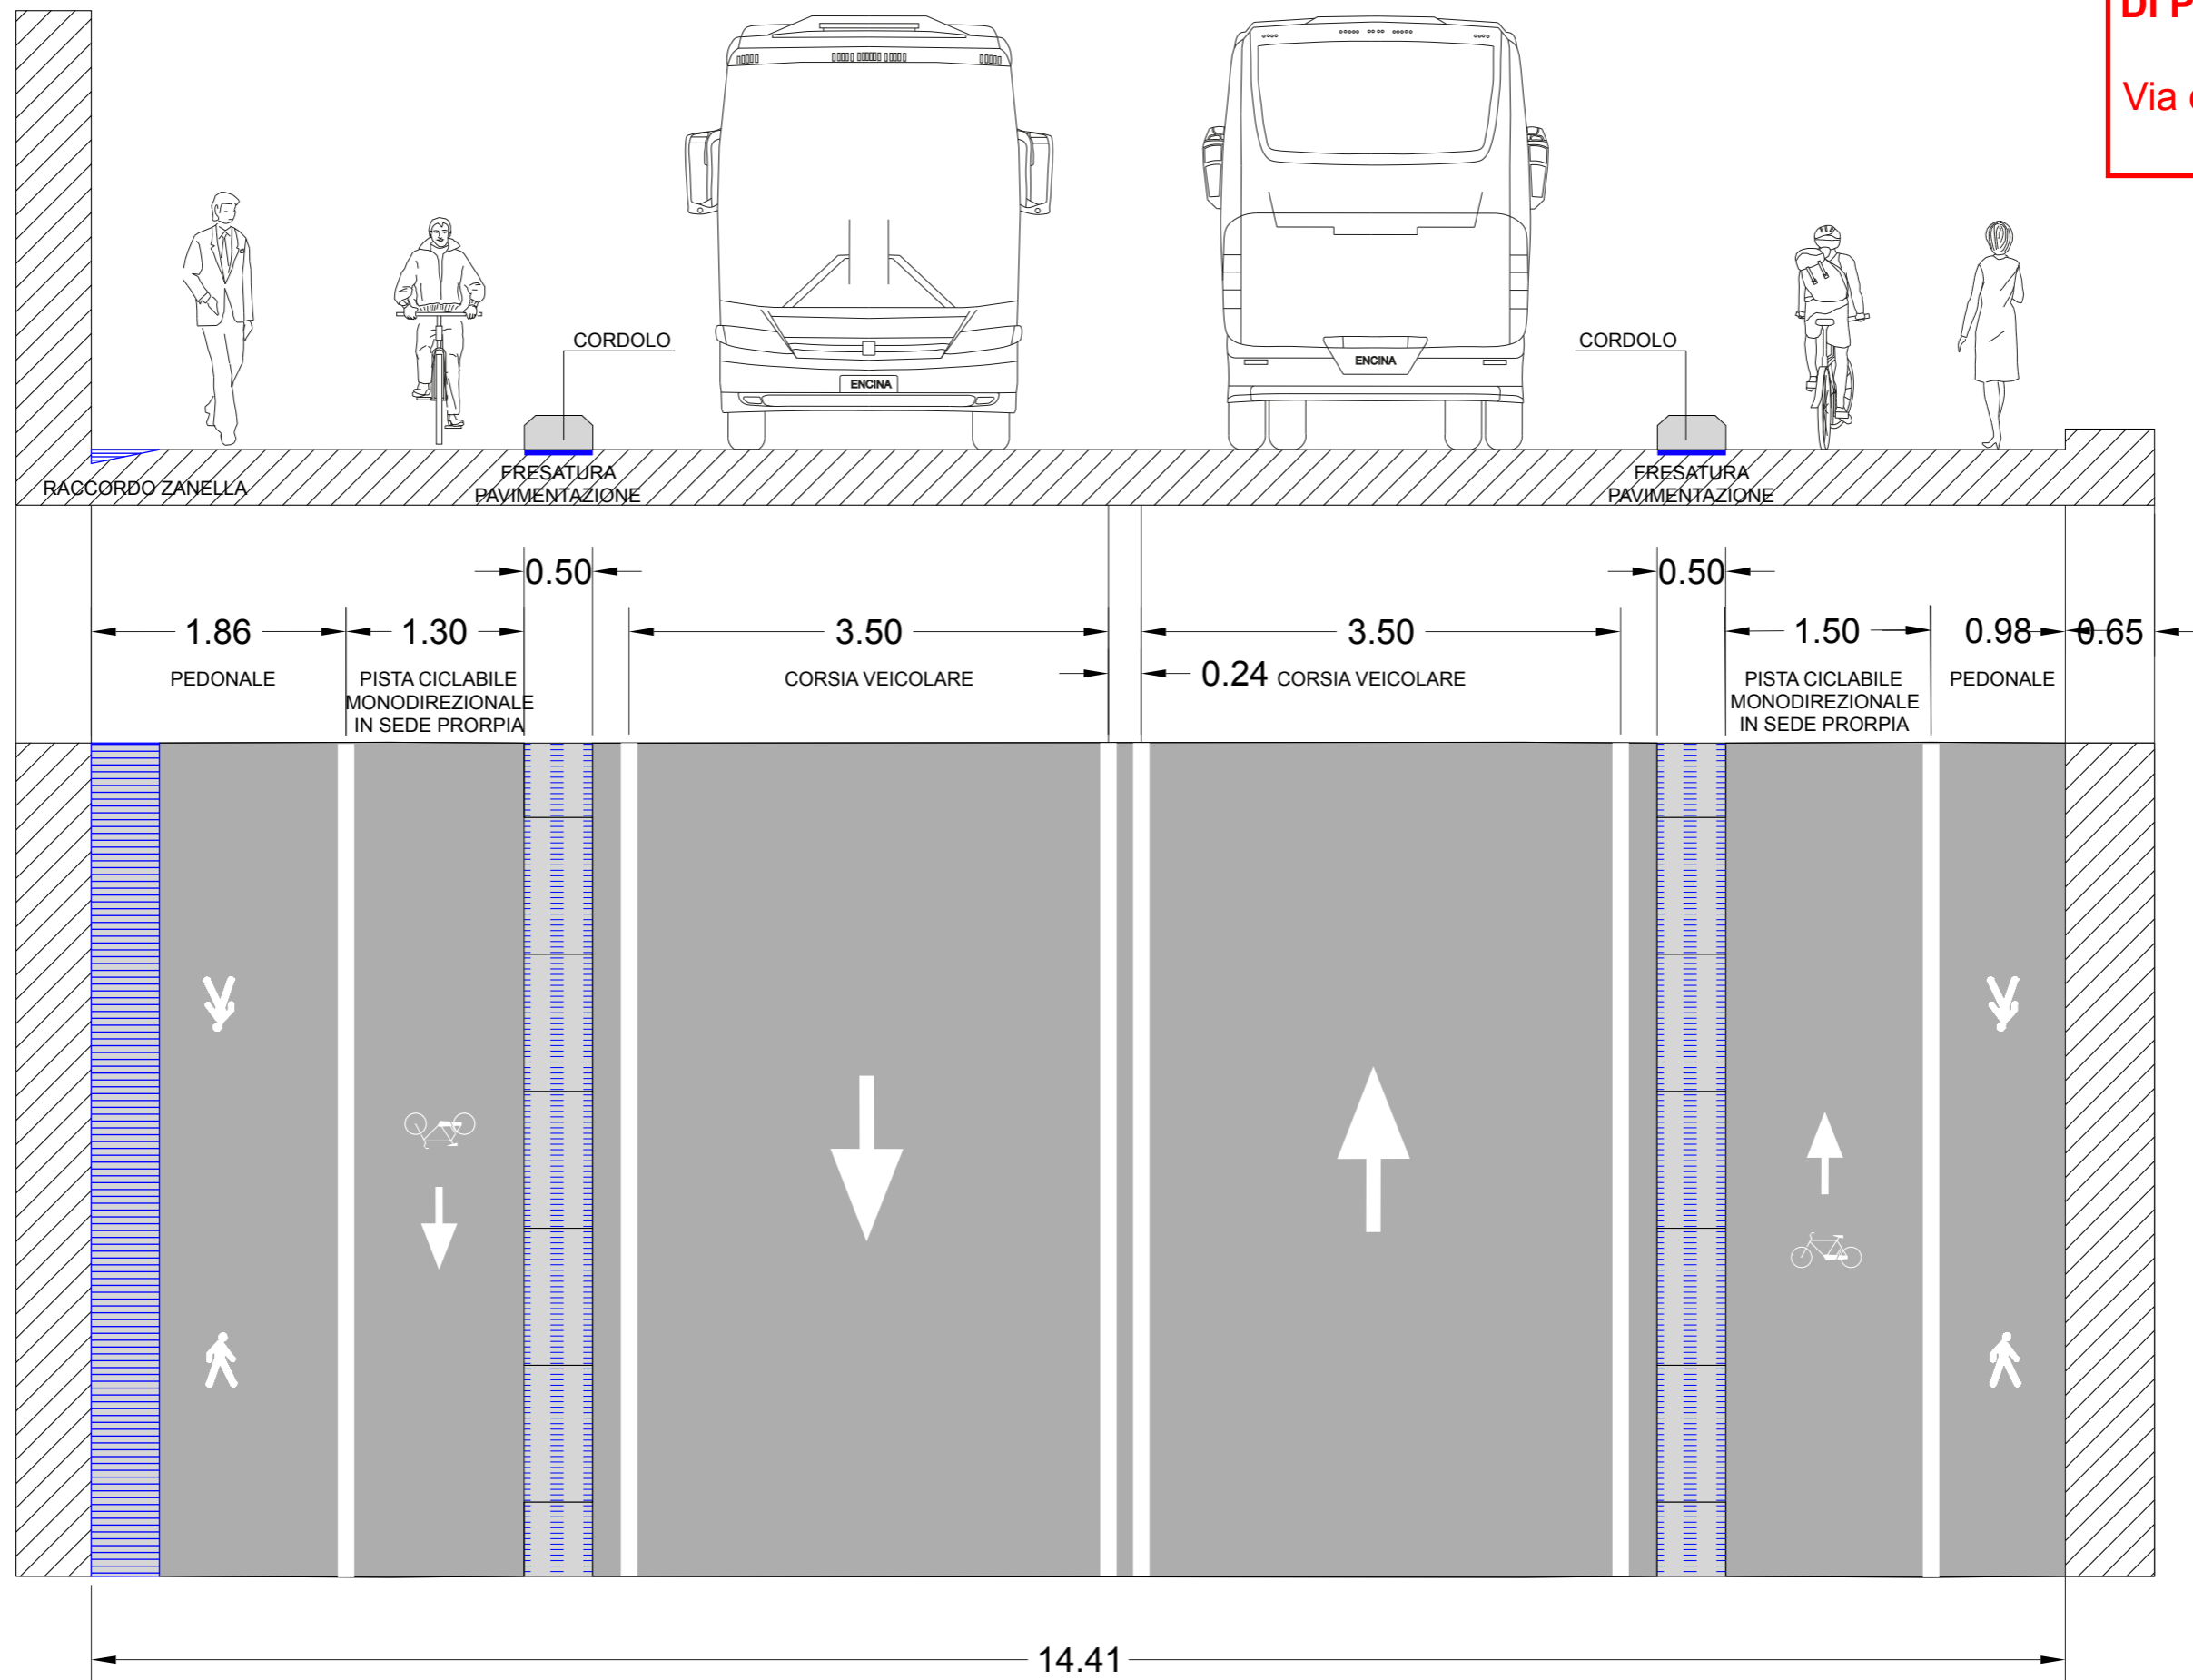 DI P
Via
CORDOLO
CORDOLO
ENCINA
ENCINA
RACCORDO ZANELLA
FRESATURA
PAVIMENTAZIONE
FRESATURA
PAVIMENTAZIONE
0.50
0.50
1.86
1.30
3.50
3.50
1.50
0.98
0.65
PEDONALE
PISTA CICLABILE
MONODIREZIONALE
IN SEDE PRORPIA
CORSIA VEICOLARE
0.24
CORSIA VEICOLARE
PISTA CICLABILE
MONODIREZIONALE
IN SEDE PRORPIA
PEDONALE
14.41